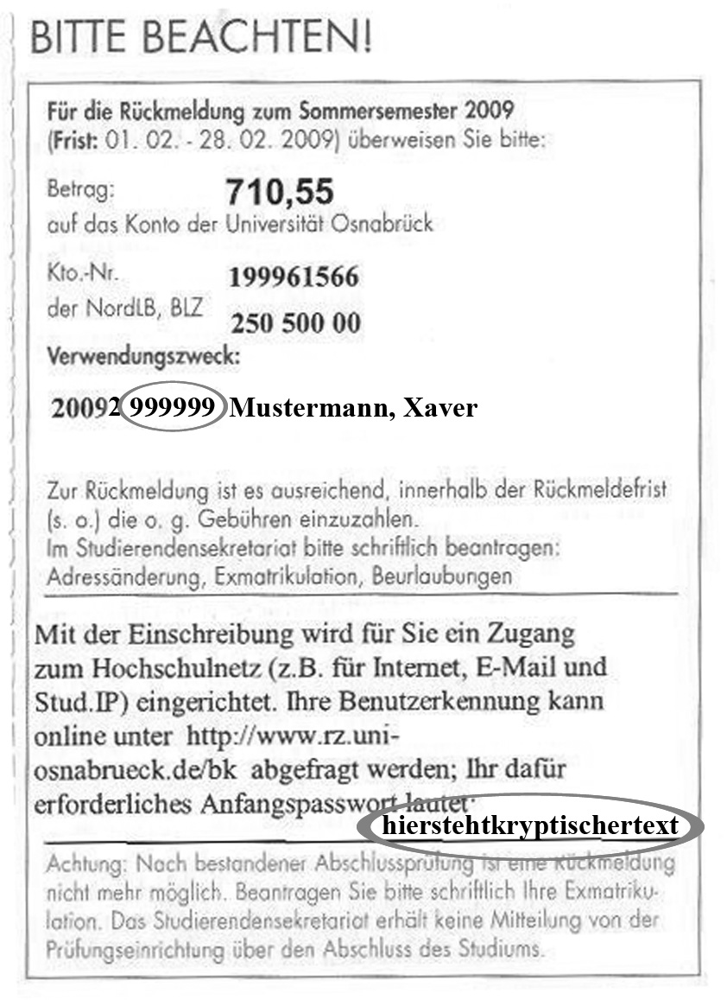 BITTE BEACHTEN!
Für die Rückmeldung zum Sommersemester 2009
(Frist: 01. 02. - 28. 02. 2009) überweisen Sie bitte:
Betrag: 710,55
auf das Konto der Universität Osnabrück
Kto.-Nr. 199961566
der NordLB, BLZ 250 500 00
Verwendungszweck:
20092 999999 Mustermann, Xaver
Zur Rückmeldung ist es ausreichend, innerhalb der Rückmeldefrist
(s. o.) die o. g. Gebühren einzuzahlen.
Im Studierendensekretariat bitte schriftlich beantragen:
Adressänderung, Exmatrikulation, Beurlaubungen
Mit der Einschreibung wird für Sie ein Zugang
zum Hochschulnetz (z.B. für Internet, E-Mail und
Stud.IP) eingerichtet. Ihre Benutzerkennung kann
online unter http://www.rz.uni-
osnabrueck.de/bk abgefragt werden; Ihr dafür
erforderliches Anfangspasswort lautet:
hierstehtkryptischertext
Achtung: Nach bestandener Abschlussprüfung ist eine Rückmeldung
nicht mehr möglich. Beantragen Sie bitte schriftlich Ihre Exmatriku-
lation. Das Studierendensekretariat erhält keine Mitteilung von der
Prüfungseinrichtung über den Abschluss des Studiums.